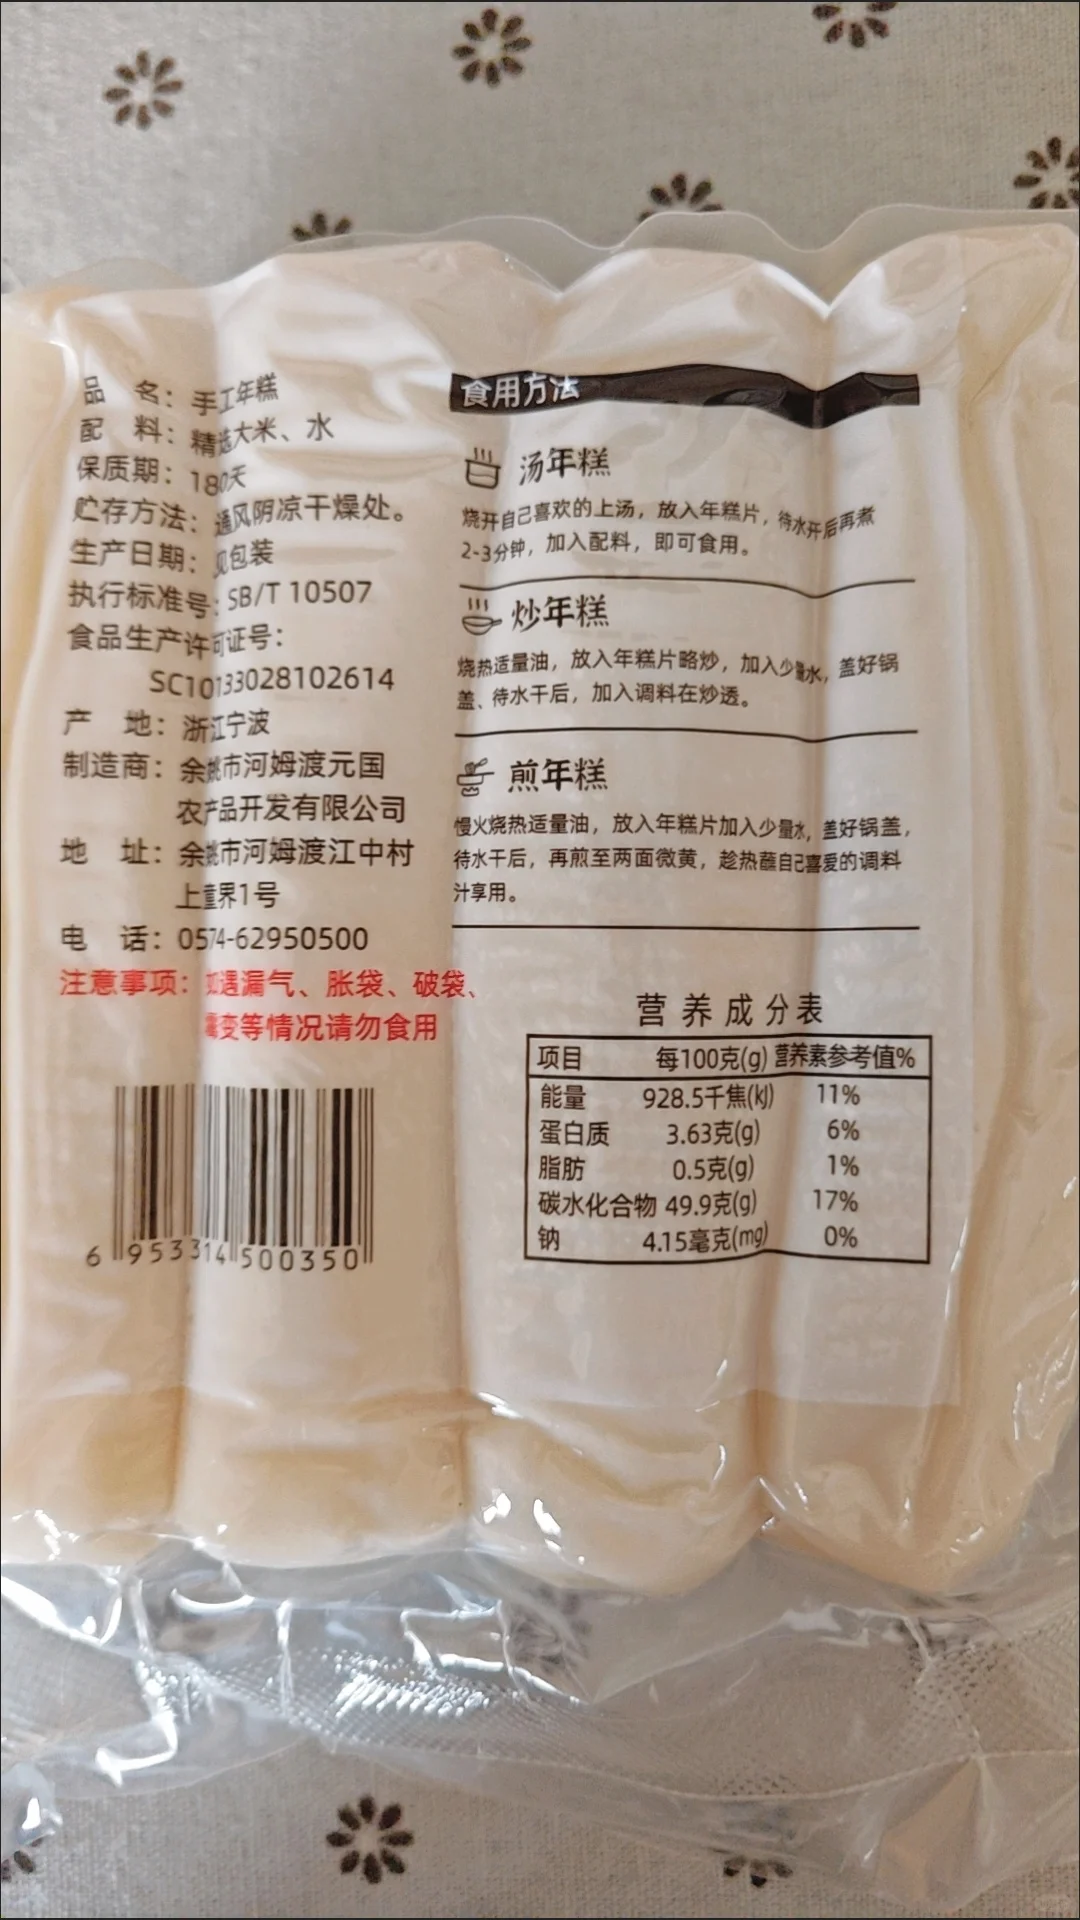 品 名：手工年糕
配 料：精选大米、水
保质期：180天
贮存方法：通风阴凉干燥处。
生产日期：见包装
执行标准号：SB/T 10507
食品生产许可证号：
SC10133028102614
产 地：浙江宁波
制造商：余姚市河姆渡元国
农产品开发有限公司
地 址：余姚市河姆渡江中村
上童界1号
电 话：0574-62950500
注意事项：如遇漏气、胀袋、破袋、
霉变等情况请勿食用
6 953314 500350
食用方法
汤年糕
烧开自己喜欢的上汤，放入年糕片，待水开后再煮
2-3分钟，加入配料，即可食用。
炒年糕
烧热适量油，放入年糕片略炒，加入少量水，盖好锅
盖、待水干后，加入调料在炒透。
煎年糕
慢火烧热适量油，放入年糕片加入少量水，盖好锅盖，
待水干后，再煎至两面微黄，趁热蘸自己喜爱的调料
汁享用。
营养成分表
项目 每100克(g) 营养素参考值%
能量 928.5千焦(kJ) 11%
蛋白质 3.63克(g) 6%
脂肪 0.5克(g) 1%
碳水化合物 49.9克(g) 17%
钠 4.15毫克(mg) 0%